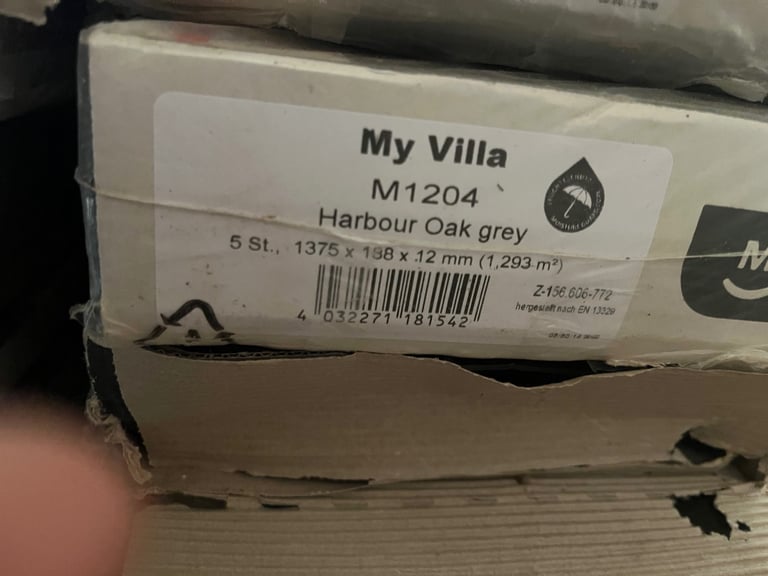 My Villa
M1204
Harbour Oak grey
5 St., 1375 x 188 x 12 mm (1,293 m²)
4 032271 181542
Z-156.606-772
hergestellt nach EN 13329
M